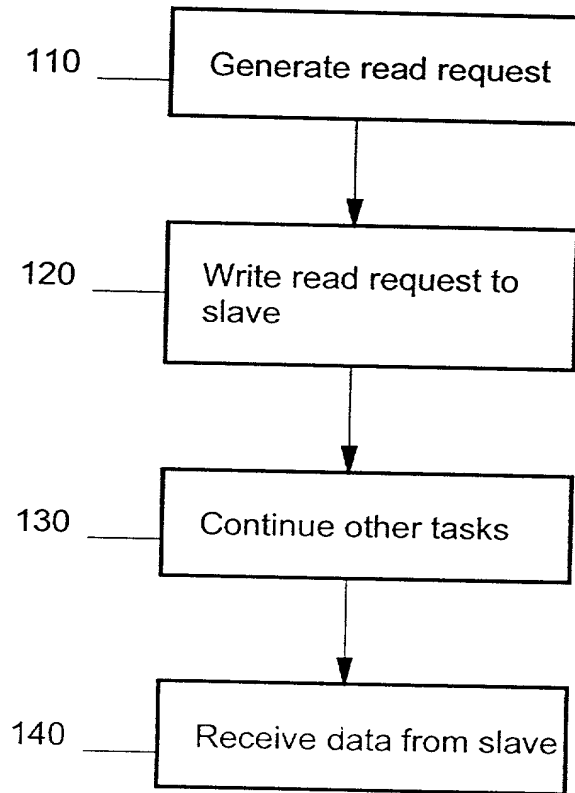 110 Generate read request
120 Write read request to
slave
130 Continue other tasks
140 Receive data from slave